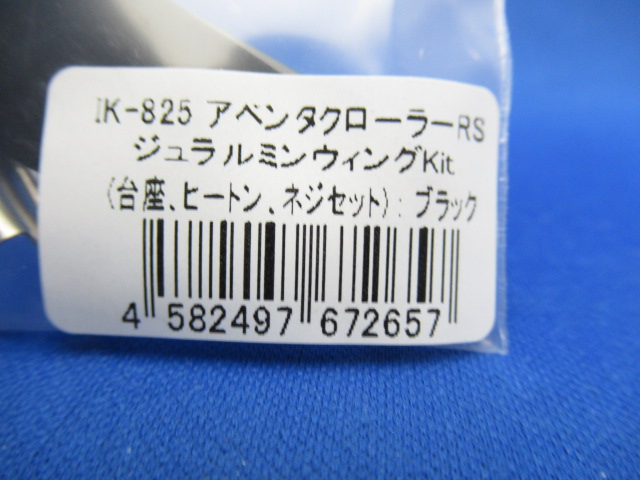 IK-825 アベンタクローラーRS
ジュラルミンウィングKit
(台座、ヒートン、ネジセット): ブラック
4 582497 672657